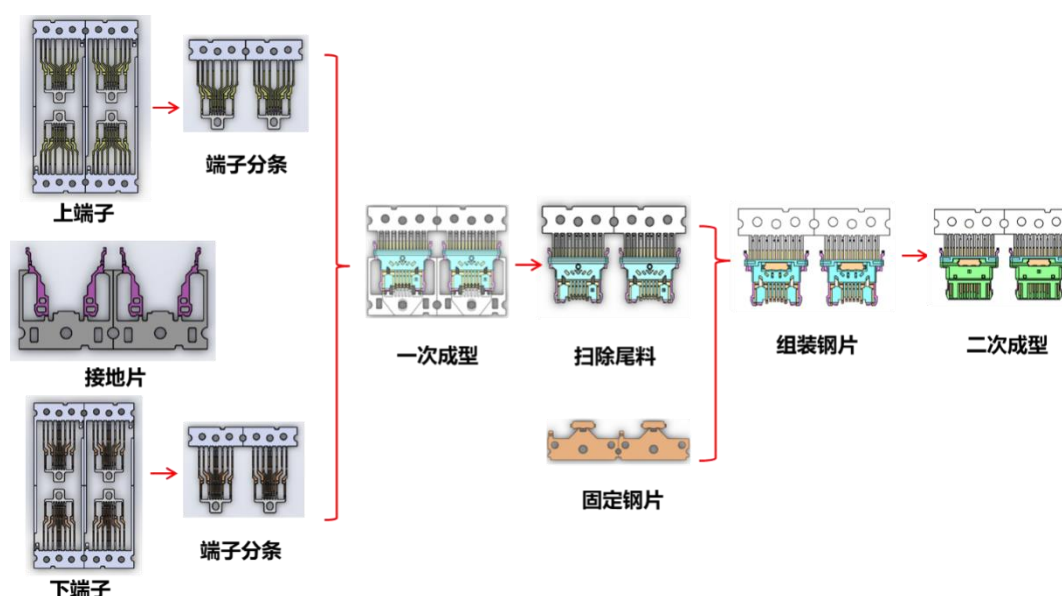 端子分条
上端子
接地片
一次成型
扫除尾料
组装钢片
二次成型
固定钢片
端子分条
下端子